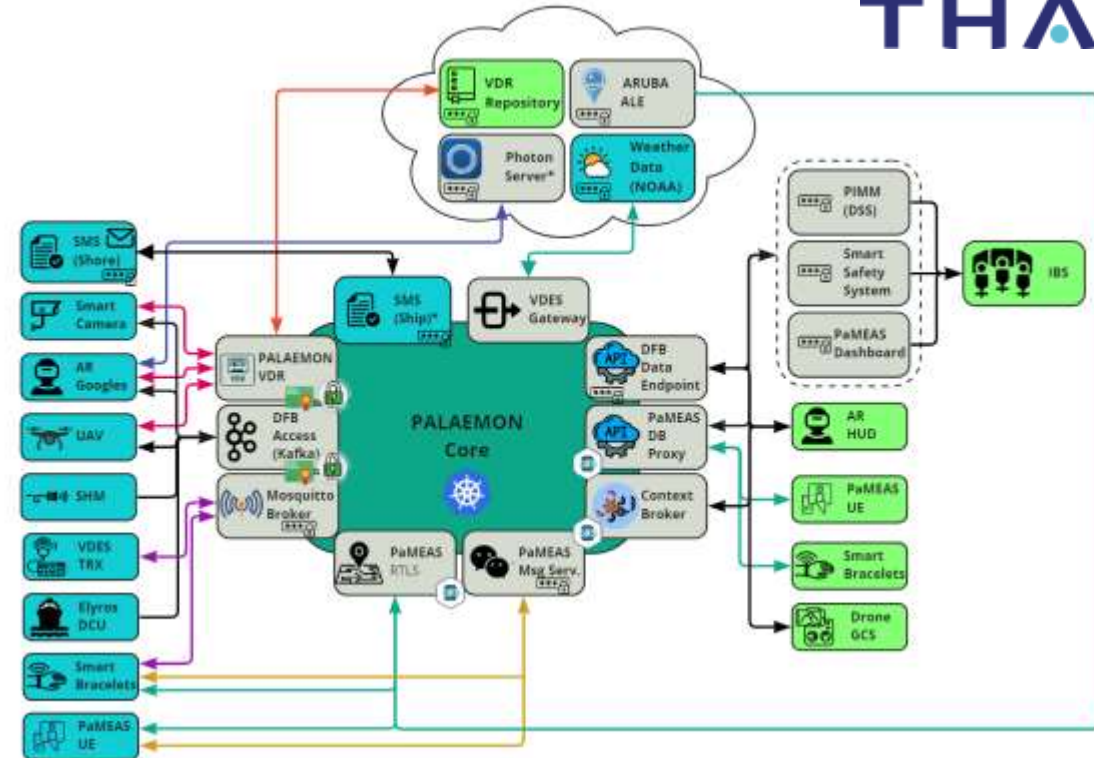 THA
VDR
Repository
ARUBA
ALE
Photon
Server*
Weather
Data
(NOAA)
PIMM
(DSS)
Smart
Safety
System
PaMEAS
Dashboard
IBS
SMS
(Shore)
Smart
Camera
AR
Googles
UAV
SHM
VDES
TRX
Elyros
DCU
Smart
Bracelets
PaMEAS
UE
SMS
(Ship)*
VDES
Gateway
PALAEMON
VDR
DFB
Access
(Kafka)
Mosquitto
Broker
PALAEMON
Core
API
DFB
Data
Endpoint
API
PaMEAS
DB
Proxy
Context
Broker
PaMEAS
RTLS
PaMEAS
Msg Serv.
AR
HUD
PaMEAS
UE
Smart
Bracelets
Drone
GCS